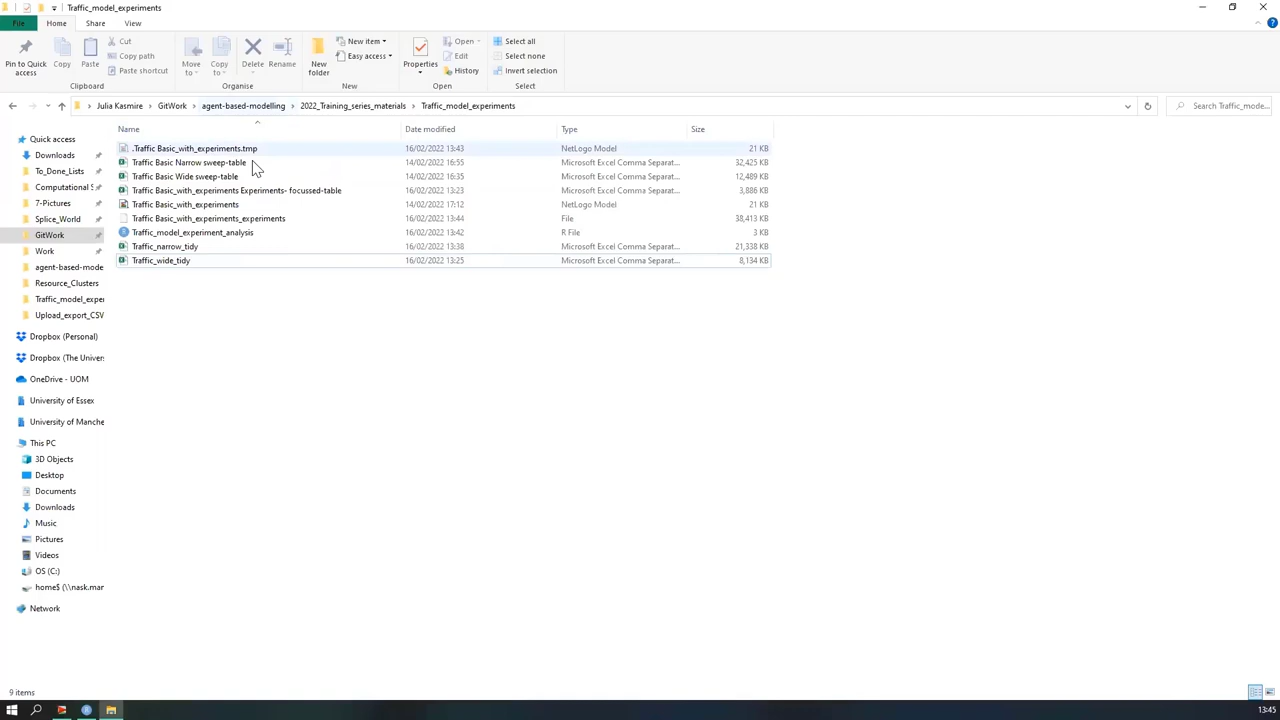 Traffic_model_experiments
File Home Share View
Pin to Quick access
Copy
Paste
Cut
Copy path
Paste shortcut
Clipboard
Move to
Copy to
Delete
Rename
Organise
New folder
New item
Easy access
New
Properties
Open
Edit
History
Open
Select all
Select none
Invert selection
Select
Julia Kasmire > GitWork > agent-based-modelling > 2022_Training_series_materials > Traffic_model_experiments
Search Traffic_mode...
Name Date modified Type Size
.Traffic Basic_with_experiments.tmp 16/02/2022 13:43 NetLogo Model 21 KB
Traffic Basic Narrow sweep-table 14/02/2022 16:55 Microsoft Excel Comma Separat... 32,425 KB
Traffic Basic Wide sweep-table 14/02/2022 16:35 Microsoft Excel Comma Separat... 12,489 KB
Traffic Basic_with_experiments Experiments- focussed-table 16/02/2022 13:23 Microsoft Excel Comma Separat... 3,886 KB
Traffic Basic_with_experiments 14/02/2022 17:12 NetLogo Model 21 KB
Traffic Basic_with_experiments_experiments 16/02/2022 13:44 File 38,413 KB
Traffic_model_experiment_analysis 16/02/2022 13:42 R File 3 KB
Traffic_narrow_tidy 16/02/2022 13:38 Microsoft Excel Comma Separat... 21,338 KB
Traffic_wide_tidy 16/02/2022 13:25 Microsoft Excel Comma Separat... 8,134 KB
Quick access
Downloads
To_Done_Lists
Computational S
7-Pictures
Splice_World
GitWork
Work
agent-based-mode
Resource_Clusters
Traffic_model_exper
Upload_export_CSV
Dropbox (Personal)
Dropbox (The Univer
OneDrive - UOM
University of Essex
University of Manche
This PC
3D Objects
Desktop
Documents
Downloads
Music
Pictures
Videos
OS (C:)
home$ (\\nask.mar
Network
9 items
13:45